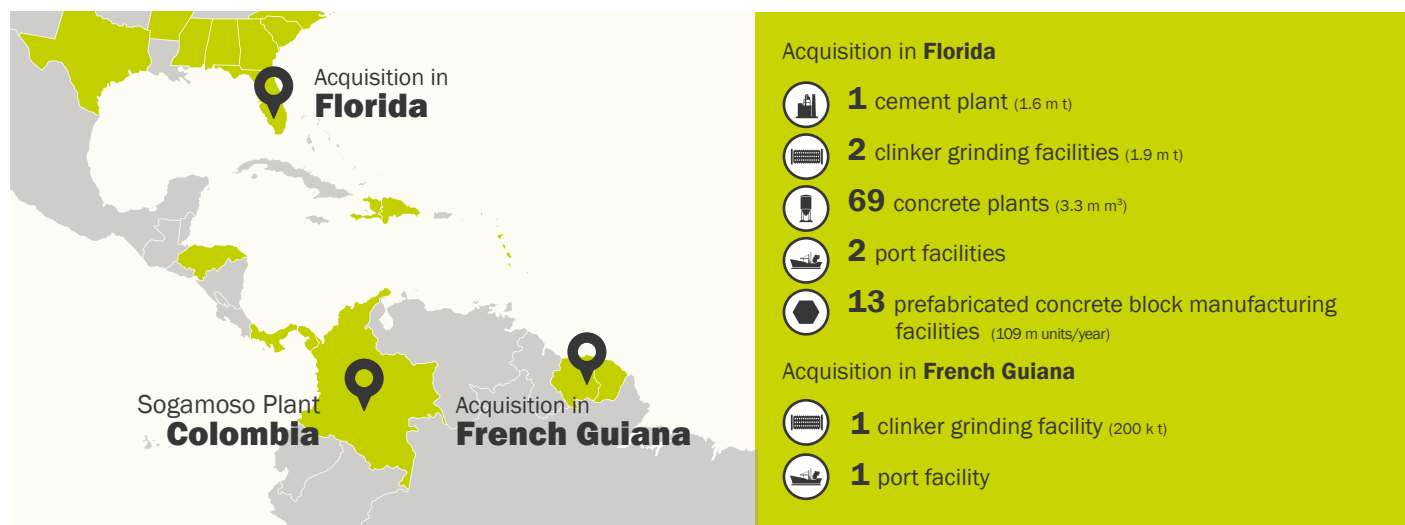 Acquisition in
Florida
Sogamoso Plant
Colombia
Acquisition in
French Guiana
Acquisition in Florida
1 cement plant (1.6 m t)
2 clinker grinding facilities (1.9 m t)
69 concrete plants (3.3 m m³)
2 port facilities
13 prefabricated concrete block manufacturing
facilities (109 m units/year)
Acquisition in French Guiana
1 clinker grinding facility (200 k t)
1 port facility